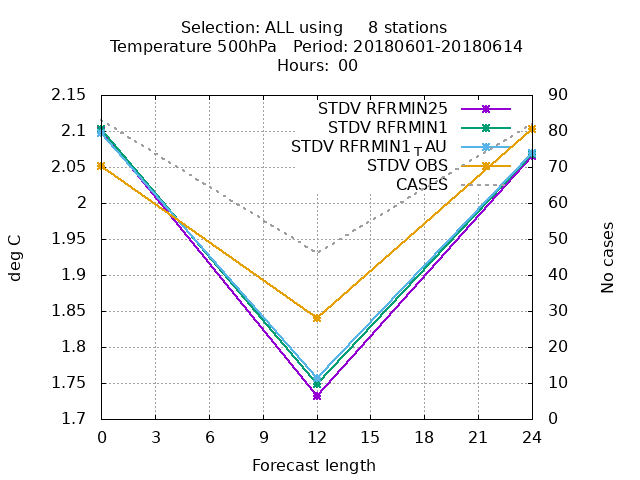 Selection: ALL using     8 stations
Temperature 500hPa   Period: 20180601-20180614
Hours:  00
2.15
2.1
2.05
2
1.95
1.9
1.85
1.8
1.75
1.7
deg C
STDV RFRMIN25
STDV RFRMIN1
STDV RFRMIN1TAU
STDV OBS
CASES
90
80
70
60
50
40
30
20
10
0
No cases
0 3 6 9 12 15 18 21 24
Forecast length